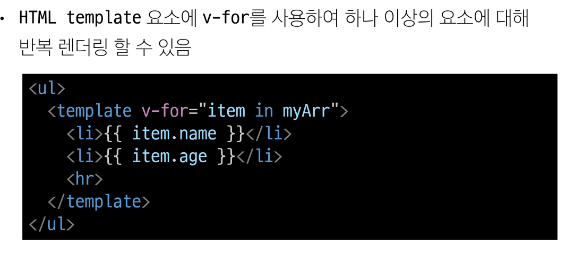 • HTML template 요소에 v-for를 사용하여 하나 이상의 요소에 대해
반복 렌더링 할 수 있음
<ul>
  <template v-for="item in myArr">
    <li>{{ item.name }}</li>
    <li>{{ item.age }}</li>
    <hr>
  </template>
</ul>